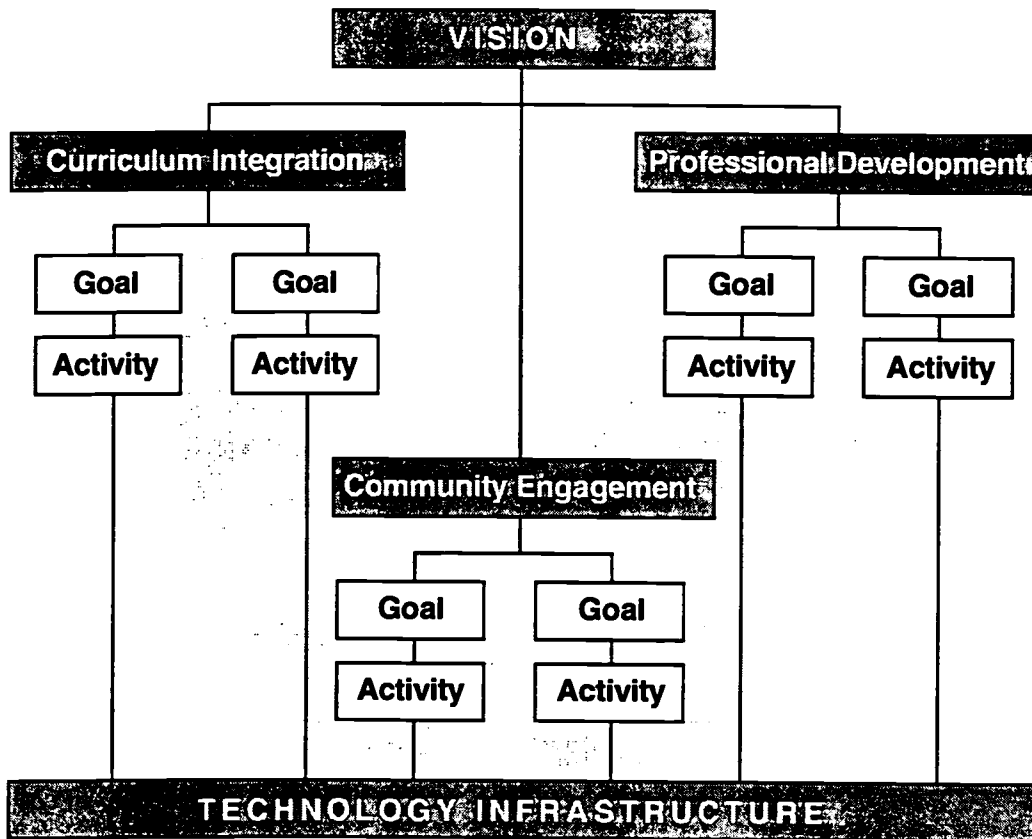 VISION
Curriculum Integration
Professional Development
Goal
Goal
Goal
Goal
Activity
Activity
Activity
Activity
Community Engagement
Goal
Goal
Activity
Activity
TECHNOLOGY INFRASTRUCTURE